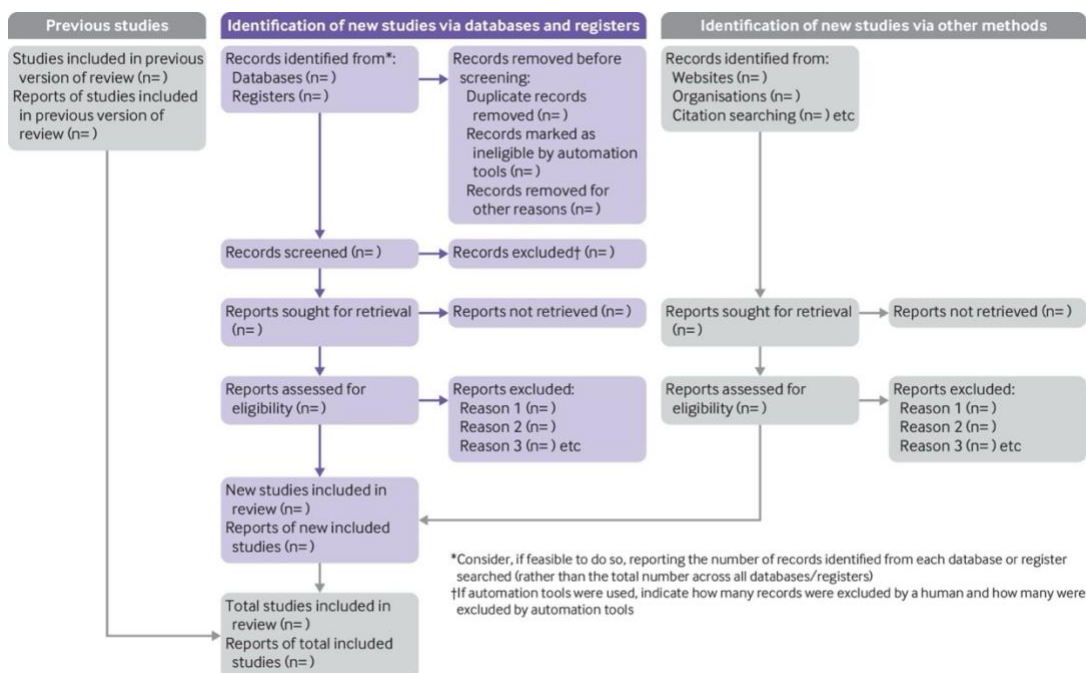 Previous studies
Studies included in previous
version of review (n= )
Reports of studies included
in previous version of
review (n= )
Identification of new studies via databases and registers
Records identified from*:
Databases (n= )
Registers (n= )
Records removed before
screening:
Duplicate records
removed (n= )
Records marked as
ineligible by automation
tools (n= )
Records removed for
other reasons (n= )
Records screened (n= )
Records excluded† (n= )
Reports sought for retrieval
(n= )
Reports not retrieved (n= )
Reports assessed for
eligibility (n= )
Reports excluded:
Reason 1 (n= )
Reason 2 (n= )
Reason 3 (n= ) etc
New studies included in
review (n= )
Reports of new included
studies (n= )
Identification of new studies via other methods
Records identified from:
Websites (n= )
Organisations (n= )
Citation searching (n= ) etc
Reports sought for retrieval
(n= )
Reports not retrieved (n= )
Reports assessed for
eligibility (n= )
Reports excluded:
Reason 1 (n= )
Reason 2 (n= )
Reason 3 (n= ) etc
Total studies included in
review (n= )
Reports of total included
studies (n= )
*Consider, if feasible to do so, reporting the number of records identified from each database or register
searched (rather than the total number across all databases/registers)
†If automation tools were used, indicate how many records were excluded by a human and how many were
excluded by automation tools